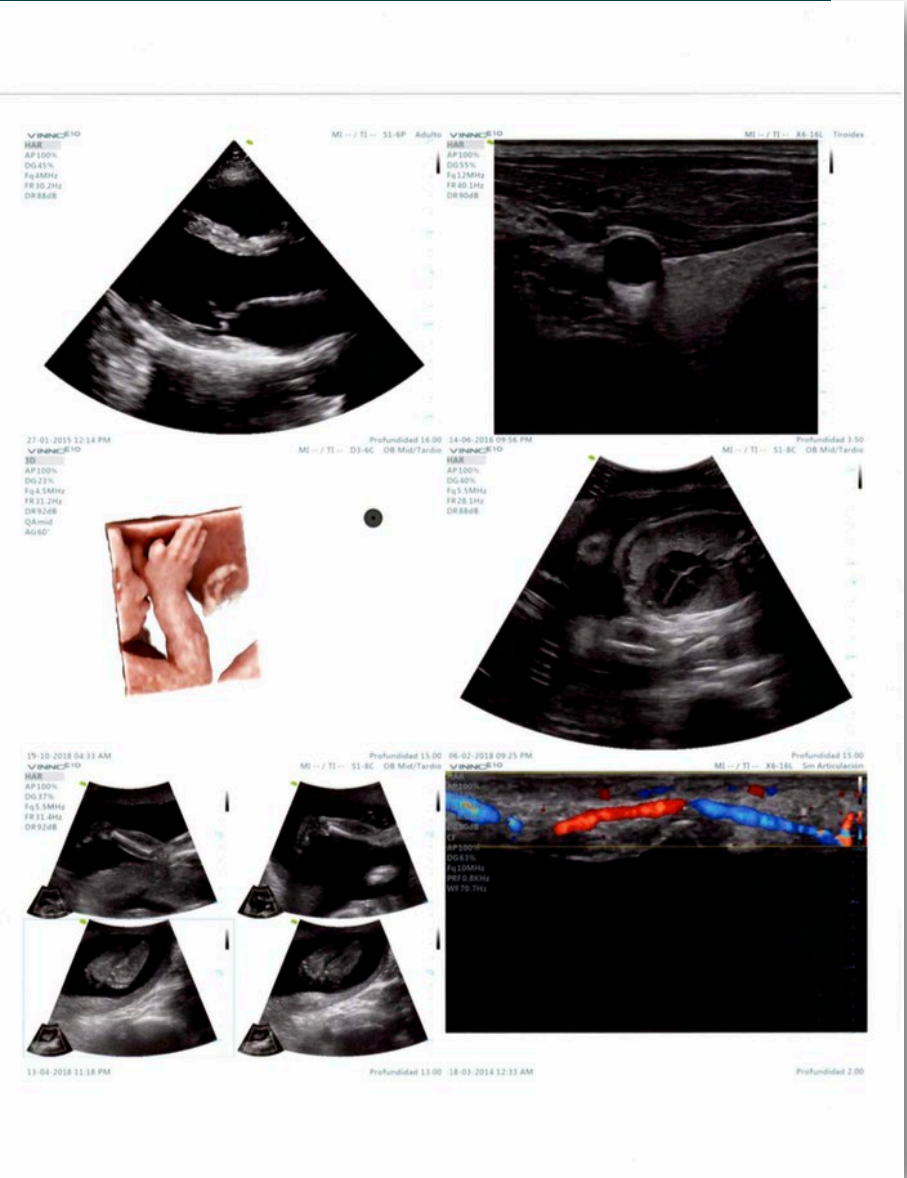 VINNO E10
MI -- / TI -- S1-6P Adulto
HAR
AP100%
DG45%
Fq4MHz
FR30.2Hz
DR88dB
27-01-2015 12:14 PM
Profundidad 16.00
VINNO E10
MI -- / TI -- X6-16L Tiroides
HAR
AP100%
DG55%
Fq12MHz
FR40.1Hz
DR90dB
14-06-2016 09:56 PM
Profundidad 3.50
VINNO E10
MI -- / TI -- D3-6C OB Mid/Tardio
3D
AP100%
DG23%
Fq4.5MHz
FR31.2Hz
DR92dB
QAmid
AG60°
19-10-2018 04:33 AM
Profundidad 15.00
VINNO E10
MI -- / TI -- S1-8C OB Mid/Tardio
HAR
AP100%
DG40%
Fq5.5MHz
FR28.1Hz
DR88dB
06-02-2018 09:25 PM
Profundidad 15.00
VINNO E10
MI -- / TI -- S1-8C OB Mid/Tardio
HAR
AP100%
DG37%
Fq5.5MHz
FR31.4Hz
DR92dB
13-04-2018 11:18 PM
Profundidad 13.00
VINNO E10
MI -- / TI -- X6-16L Sm Articulación
HAR
AP100%
CF
AP100%
DG63%
Fq10MHz
PRF0.8KHz
WF70.7Hz
18-03-2014 12:33 AM
Profundidad 2.00